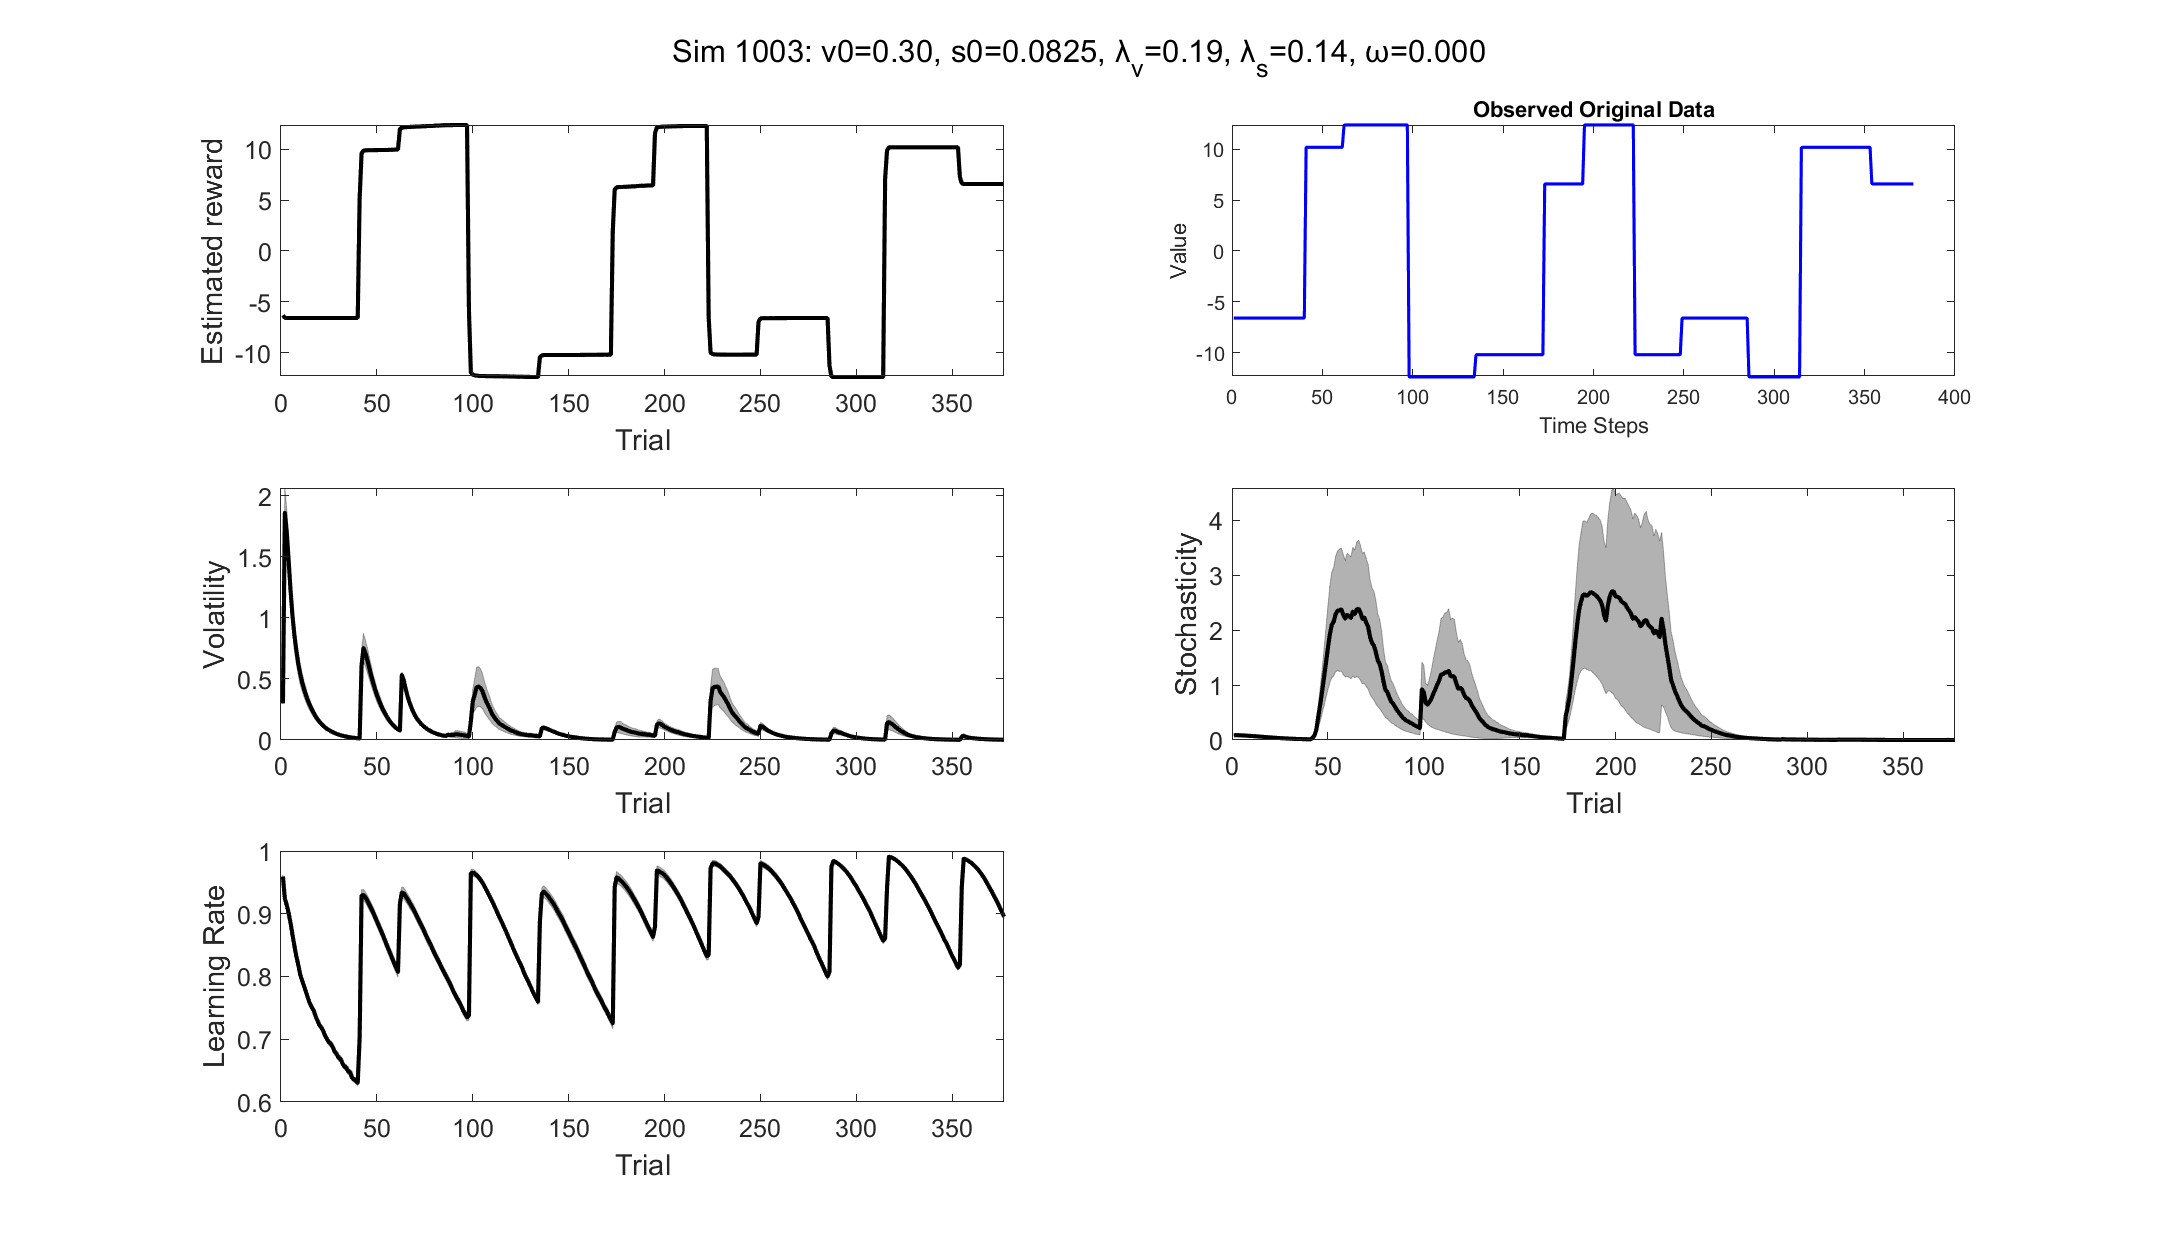 Sim 1003: v0=0.30, s0=0.0825, λ_v=0.19, λ_s=0.14, ω=0.000
Estimated reward
10
5
0
-5
-10
0 50 100 150 200 250 300 350
Trial
Observed Original Data
Value
10
5
0
-5
-10
0 50 100 150 200 250 300 350 400
Time Steps
Volatility
2
1.5
1
0.5
0
0 50 100 150 200 250 300 350
Trial
Stochasticity
4
3
2
1
0
0 50 100 150 200 250 300 350
Trial
Learning Rate
1
0.9
0.8
0.7
0.6
0 50 100 150 200 250 300 350
Trial